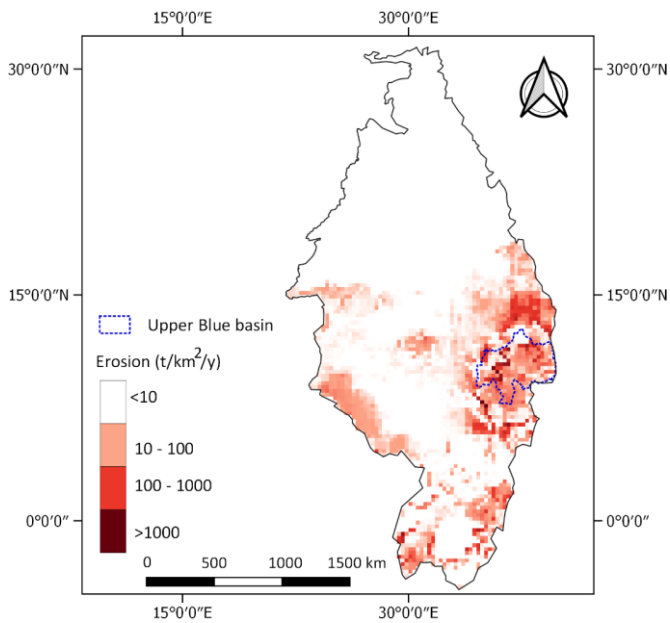 15°0'0"E 30°0'0"E
30°0'0"N 30°0'0"N
15°0'0"N 15°0'0"N
Upper Blue basin
Erosion (t/km²/y)
<10
10 - 100
100 - 1000
>1000
0°0'0" 0°0'0"
0 500 1000 1500 km
15°0'0"E 30°0'0"E